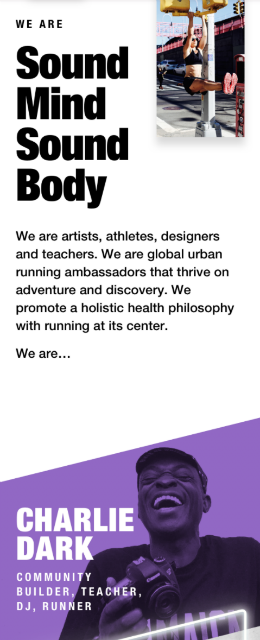 WE ARE
Sound
Mind
Sound
Body
We are artists, athletes, designers
and teachers. We are global urban
running ambassadors that thrive on
adventure and discovery. We
promote a holistic health philosophy
with running at its center.
We are...
CHARLIE
DARK
COMMUNITY
BUILDER, TEACHER,
DJ, RUNNER